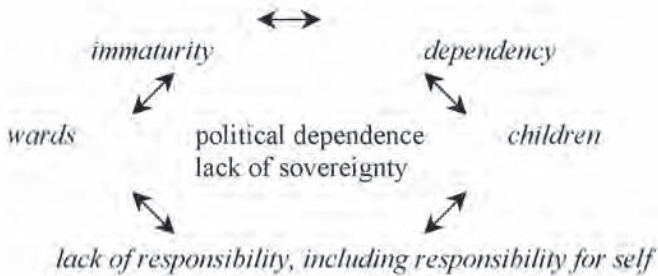 immaturity dependency
wards political dependence children
lack of sovereignty
lack of responsibility, including responsibility for self